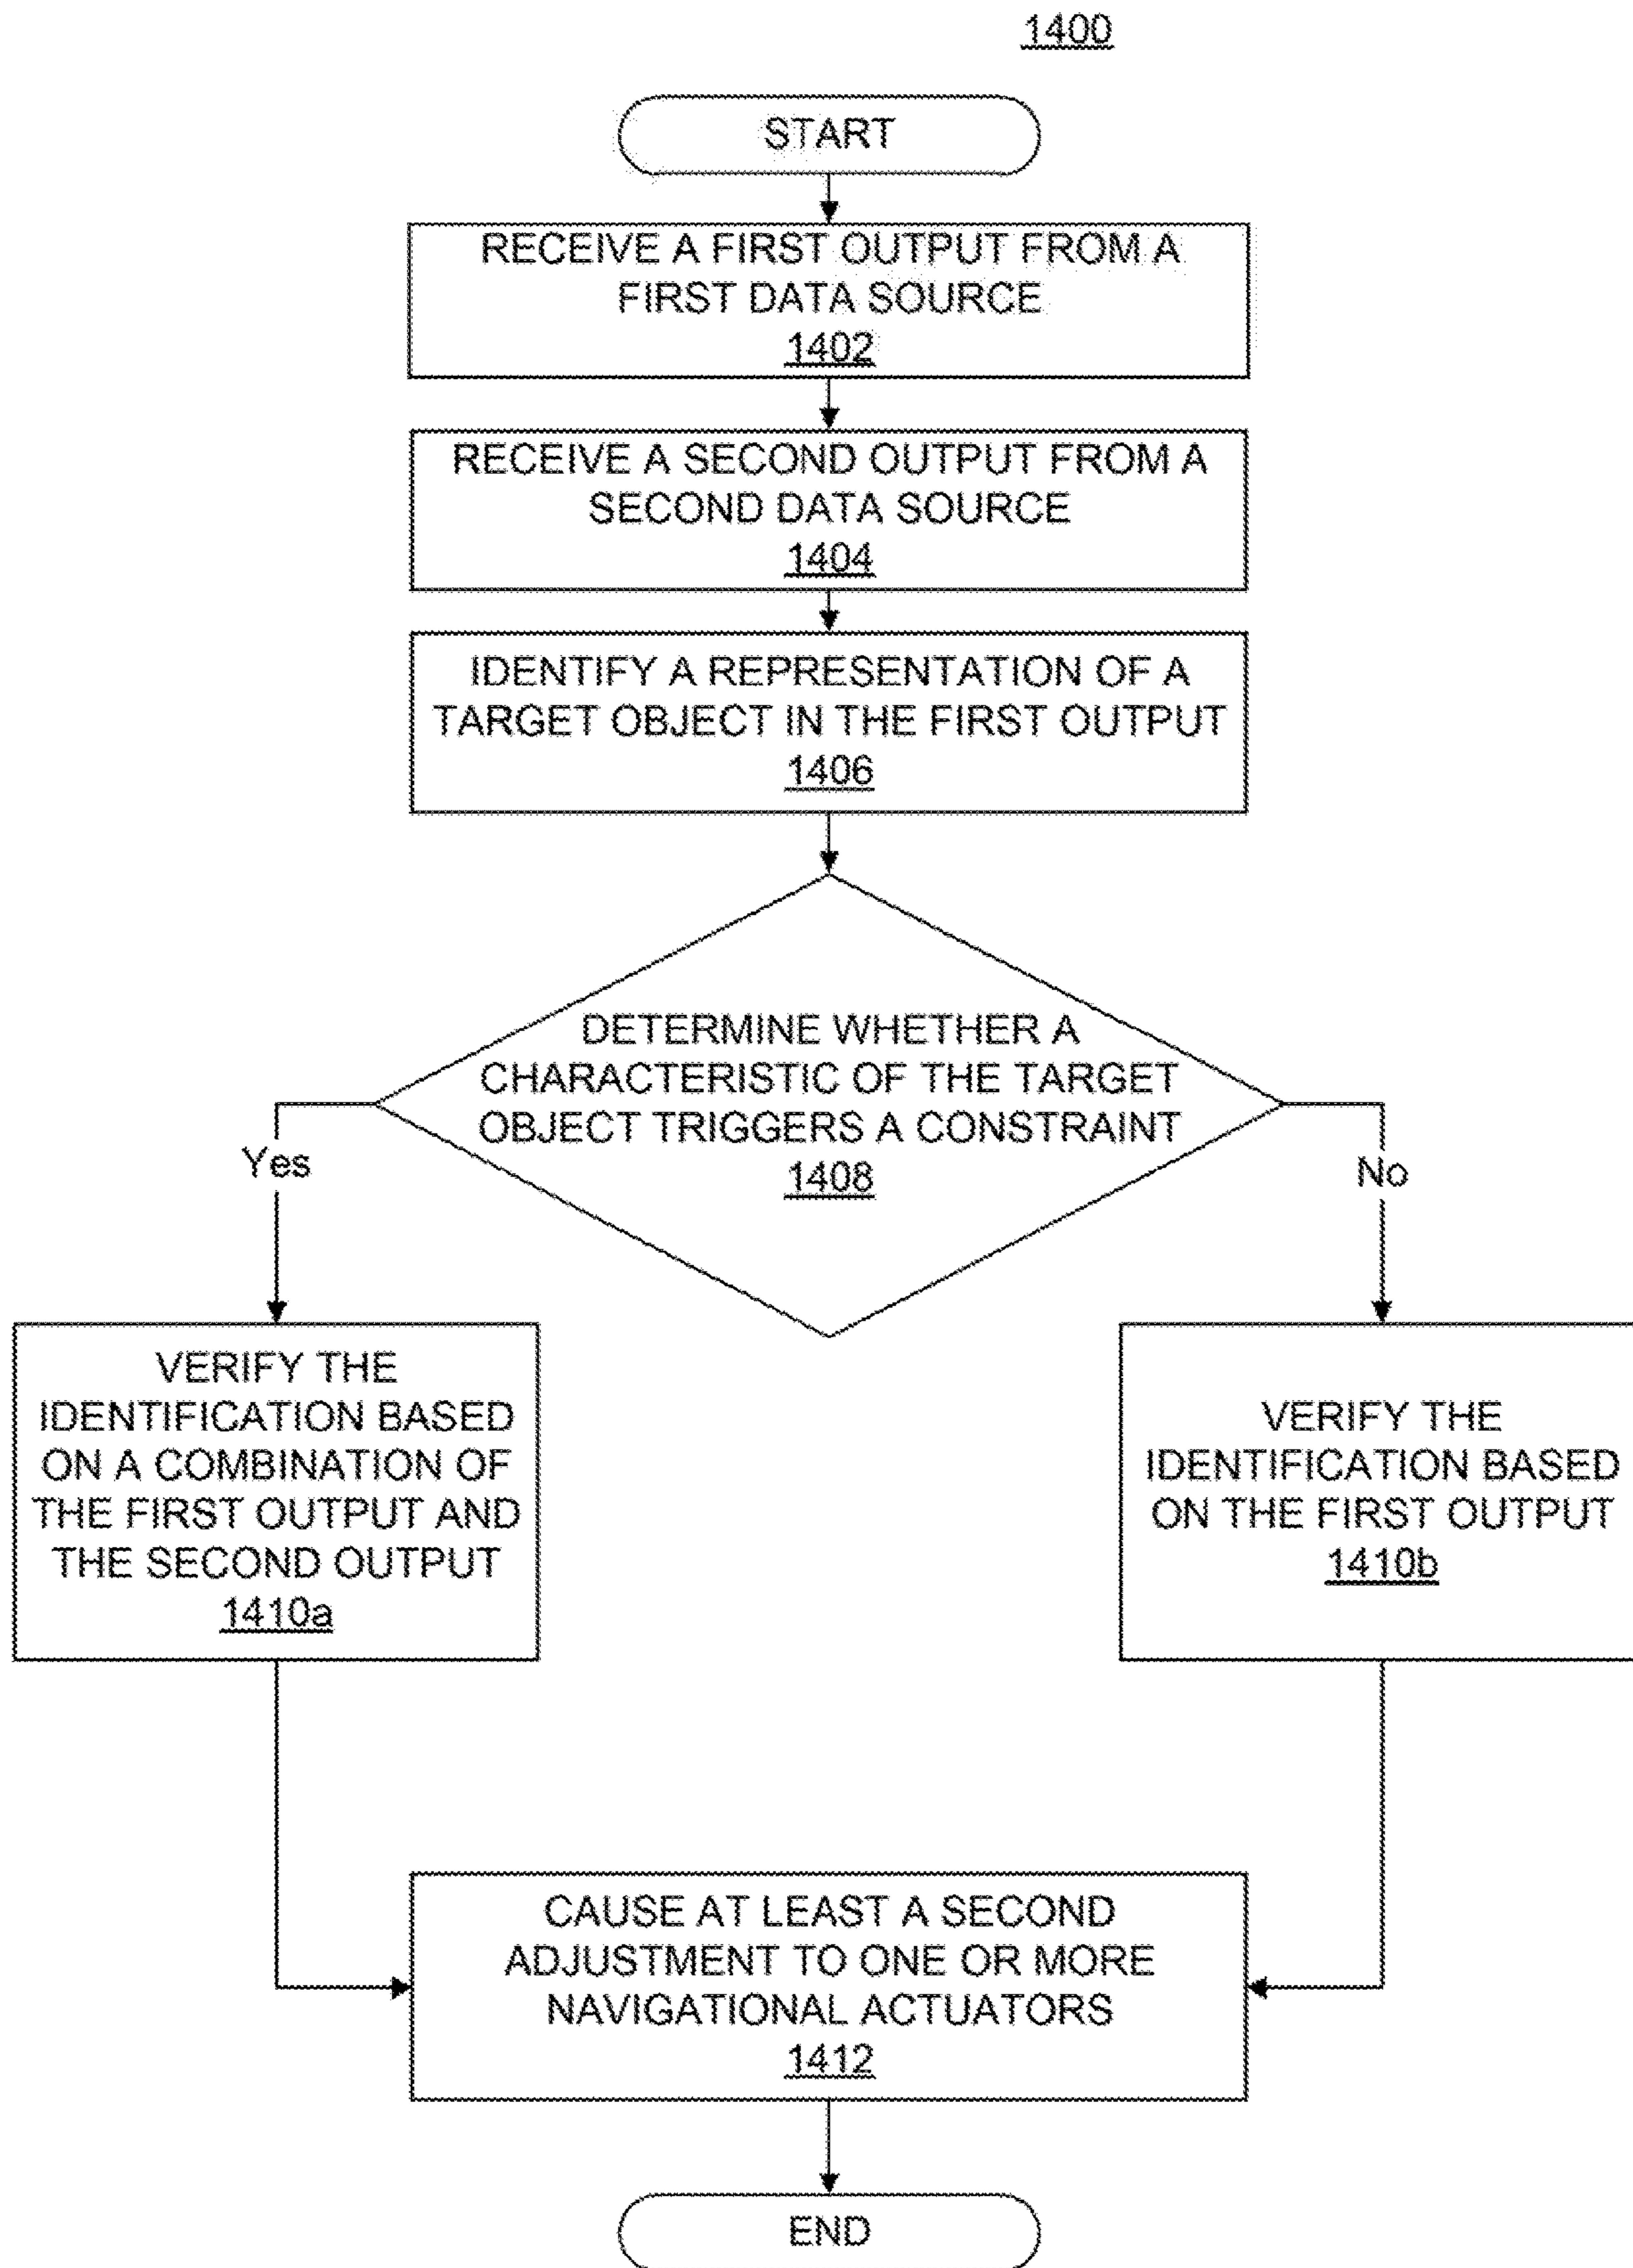 1400
START
RECEIVE A FIRST OUTPUT FROM A
FIRST DATA SOURCE
1402
RECEIVE A SECOND OUTPUT FROM A
SECOND DATA SOURCE
1404
IDENTIFY A REPRESENTATION OF A
TARGET OBJECT IN THE FIRST OUTPUT
1406
DETERMINE WHETHER A
CHARACTERISTIC OF THE TARGET
OBJECT TRIGGERS A CONSTRAINT
1408
Yes
No
VERIFY THE
IDENTIFICATION BASED
ON A COMBINATION OF
THE FIRST OUTPUT AND
THE SECOND OUTPUT
1410a
VERIFY THE
IDENTIFICATION BASED
ON THE FIRST OUTPUT
1410b
CAUSE AT LEAST A SECOND
ADJUSTMENT TO ONE OR MORE
NAVIGATIONAL ACTUATORS
1412
END